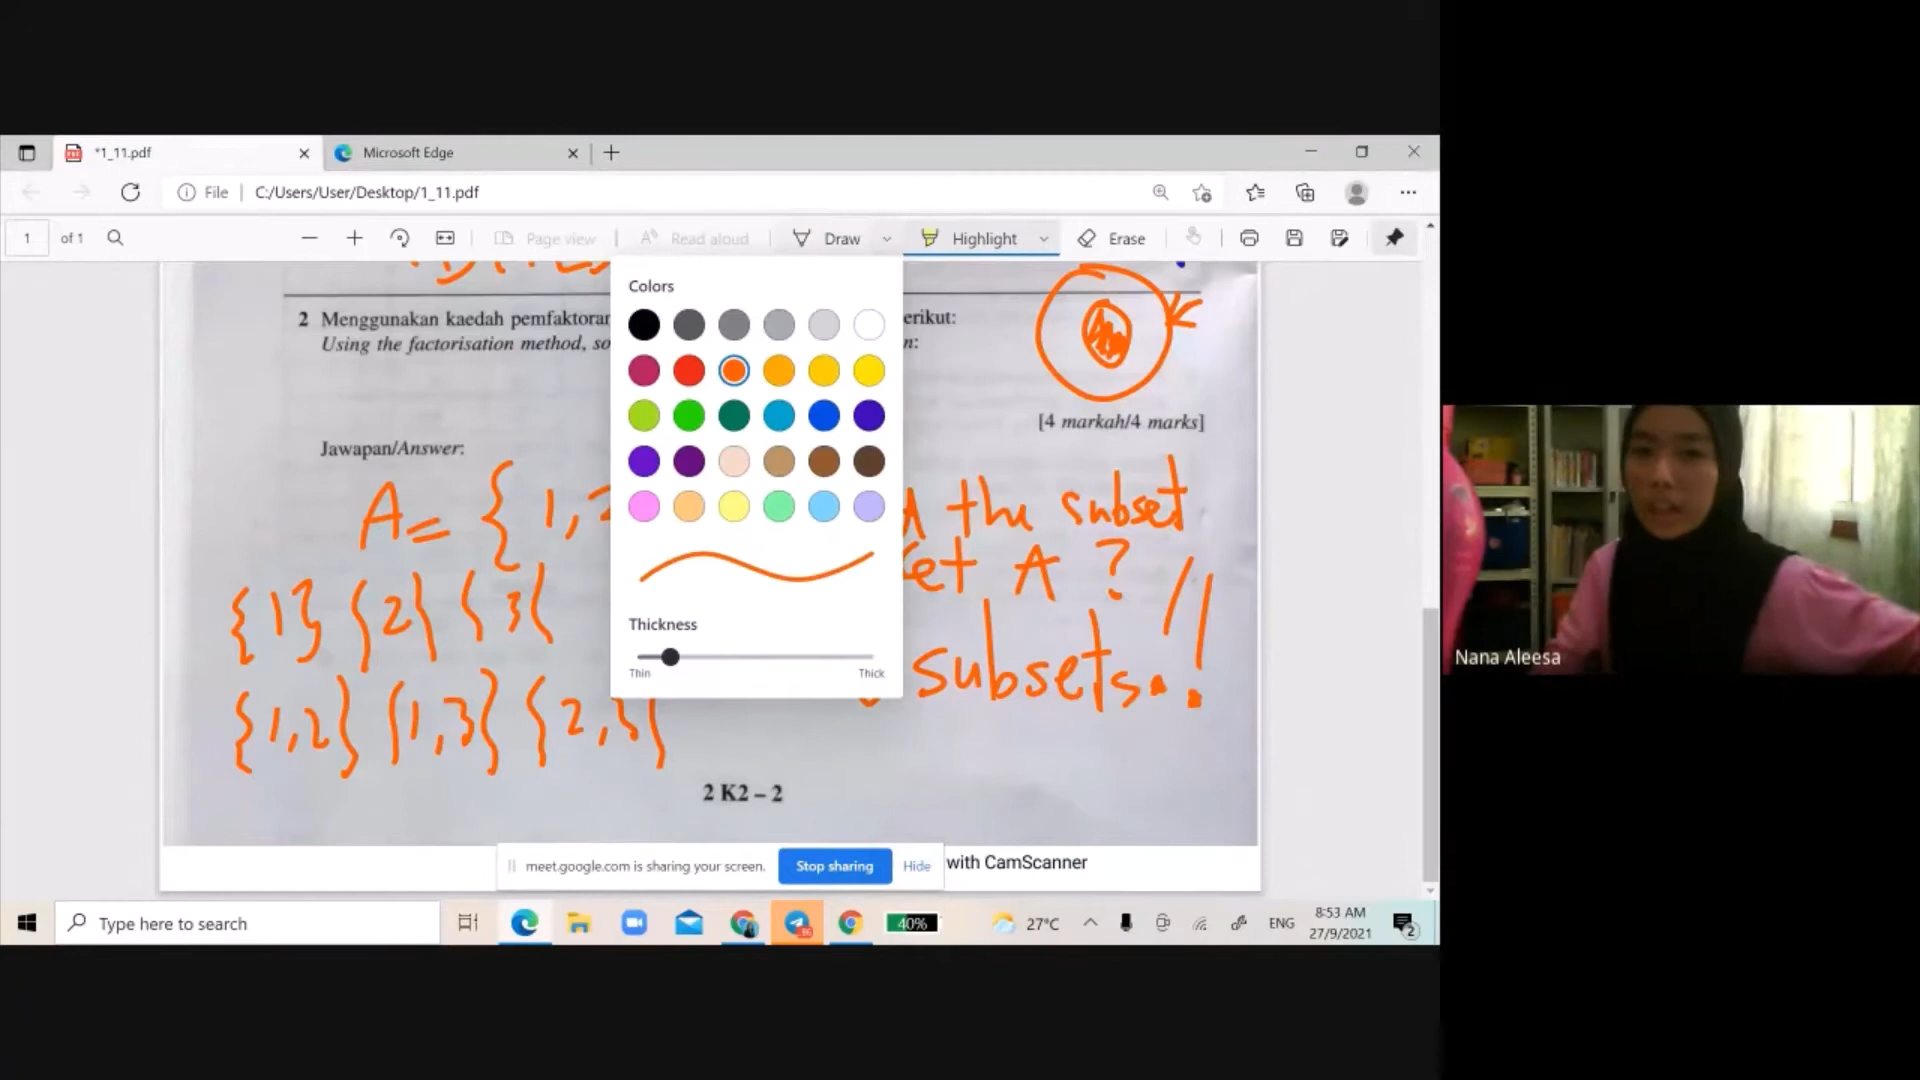 *1_11.pdf
Microsoft Edge
File C:/Users/User/Desktop/1_11.pdf
1 of 1 Page view Read aloud Draw Highlight Erase
Colors
2 Menggunakan kaedah pemfaktoran erikut:
Using the factorisation method, so n:
[4 markah/4 marks]
Jawapan/Answer:
A = { 1, 2 the subset
{1} {2} {3} set A ? //
Thickness
Thin Thick
subsets..!
{1,2} {1,3} {2,3}
2 K2 – 2
meet.google.com is sharing your screen. Stop sharing Hide with CamScanner
Type here to search 40% 27°C ENG 8:53 AM
27/9/2021 2
Nana Aleesa